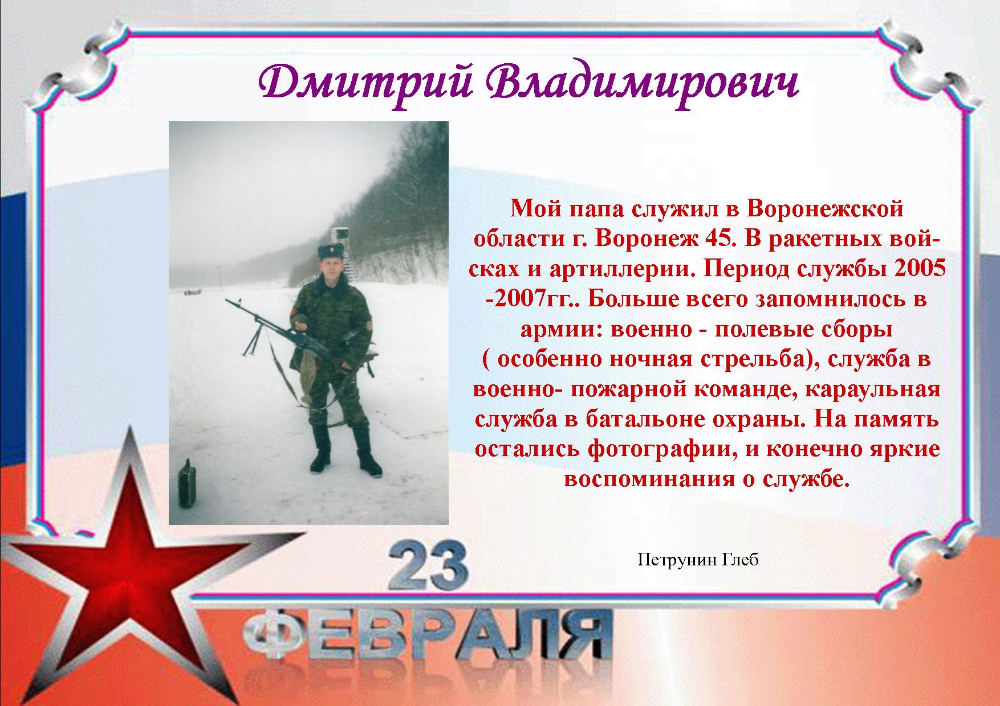 Дмитрий Владимирович
Мой папа служил в Воронежской
области г. Воронеж 45. В ракетных вой-
сках и артиллерии. Период службы 2005
-2007гг.. Больше всего запомнилось в
армии: военно - полевые сборы
( особенно ночная стрельба), служба в
военно- пожарной команде, караульная
служба в батальоне охраны. На память
остались фотографии, и конечно яркие
воспоминания о службе.
Петрунин Глеб
23
ФЕВРАЛЯ